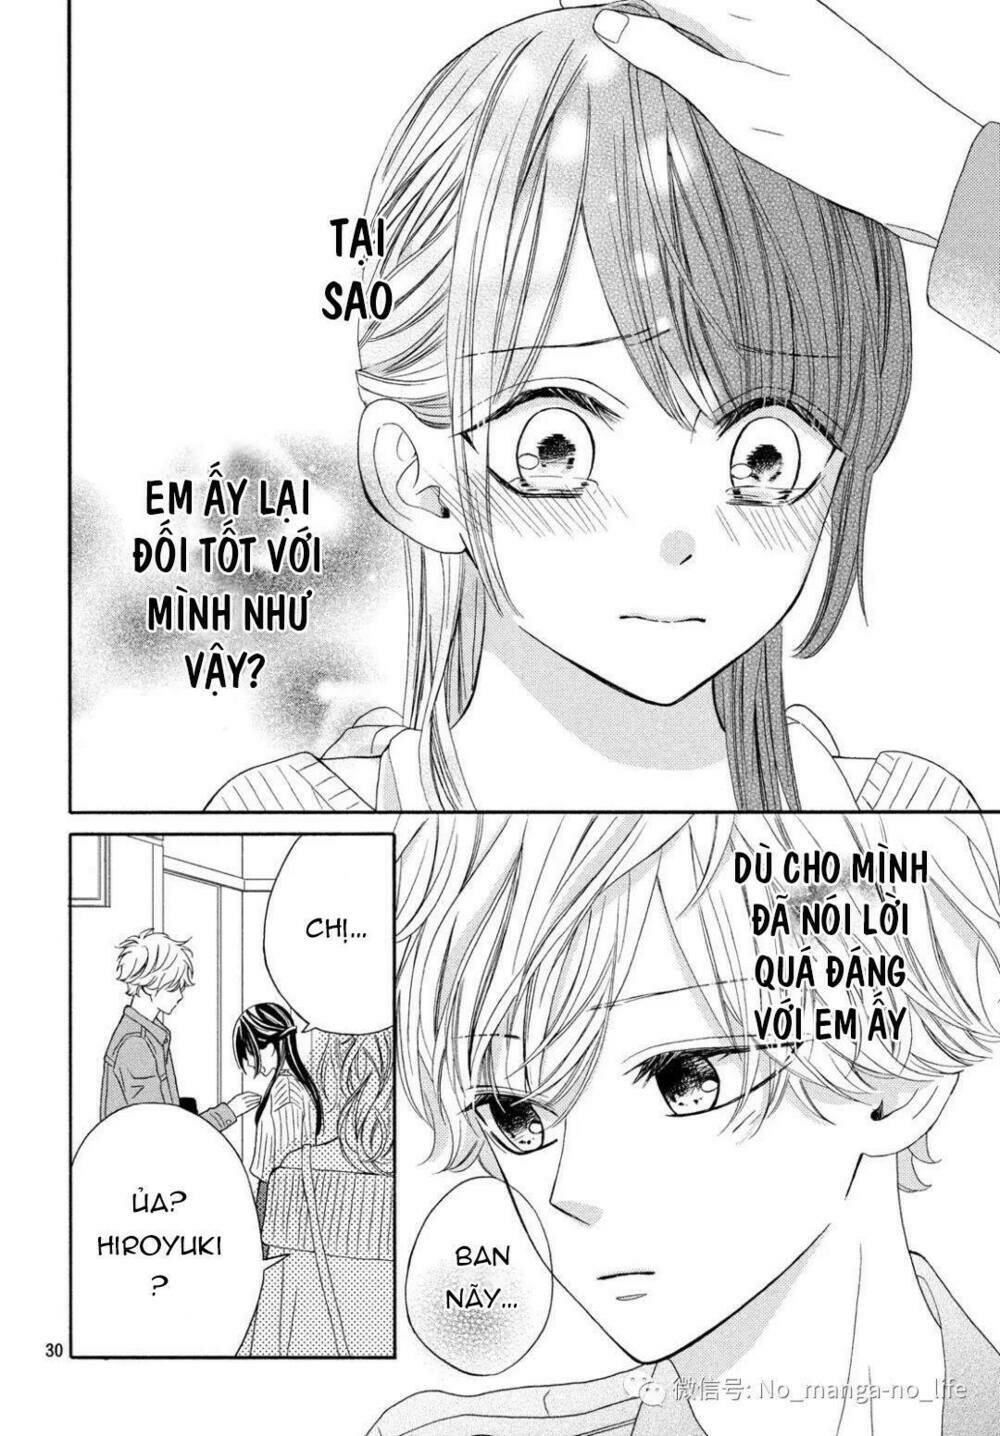 TẠI
SAO
EM ẤY LẠI
ĐỐI TỐT VỚI
MÌNH NHƯ
VẬY?
DÙ CHO MÌNH
ĐÃ NÓI LỜI
QUÁ ĐÁNG
VỚI EM ẤY
BAN
NÃY...
CHỊ...
ỦA?
HIROYUKI
?
30
微信号: No_manga-no_life